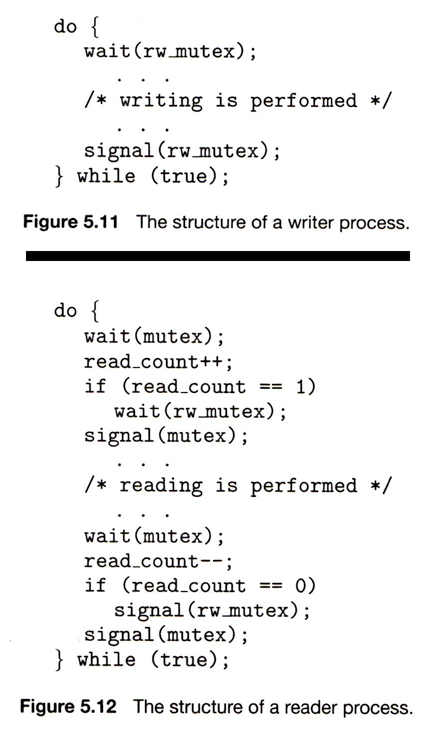 do {
wait(rw_mutex);
. . .
/* writing is performed */
. . .
signal(rw_mutex);
} while (true);
Figure 5.11 The structure of a writer process.
do {
wait(mutex);
read_count++;
if (read_count == 1)
wait(rw_mutex);
signal(mutex);
. . .
/* reading is performed */
. . .
wait(mutex);
read_count--;
if (read_count == 0)
signal(rw_mutex);
signal(mutex);
} while (true);
Figure 5.12 The structure of a reader process.